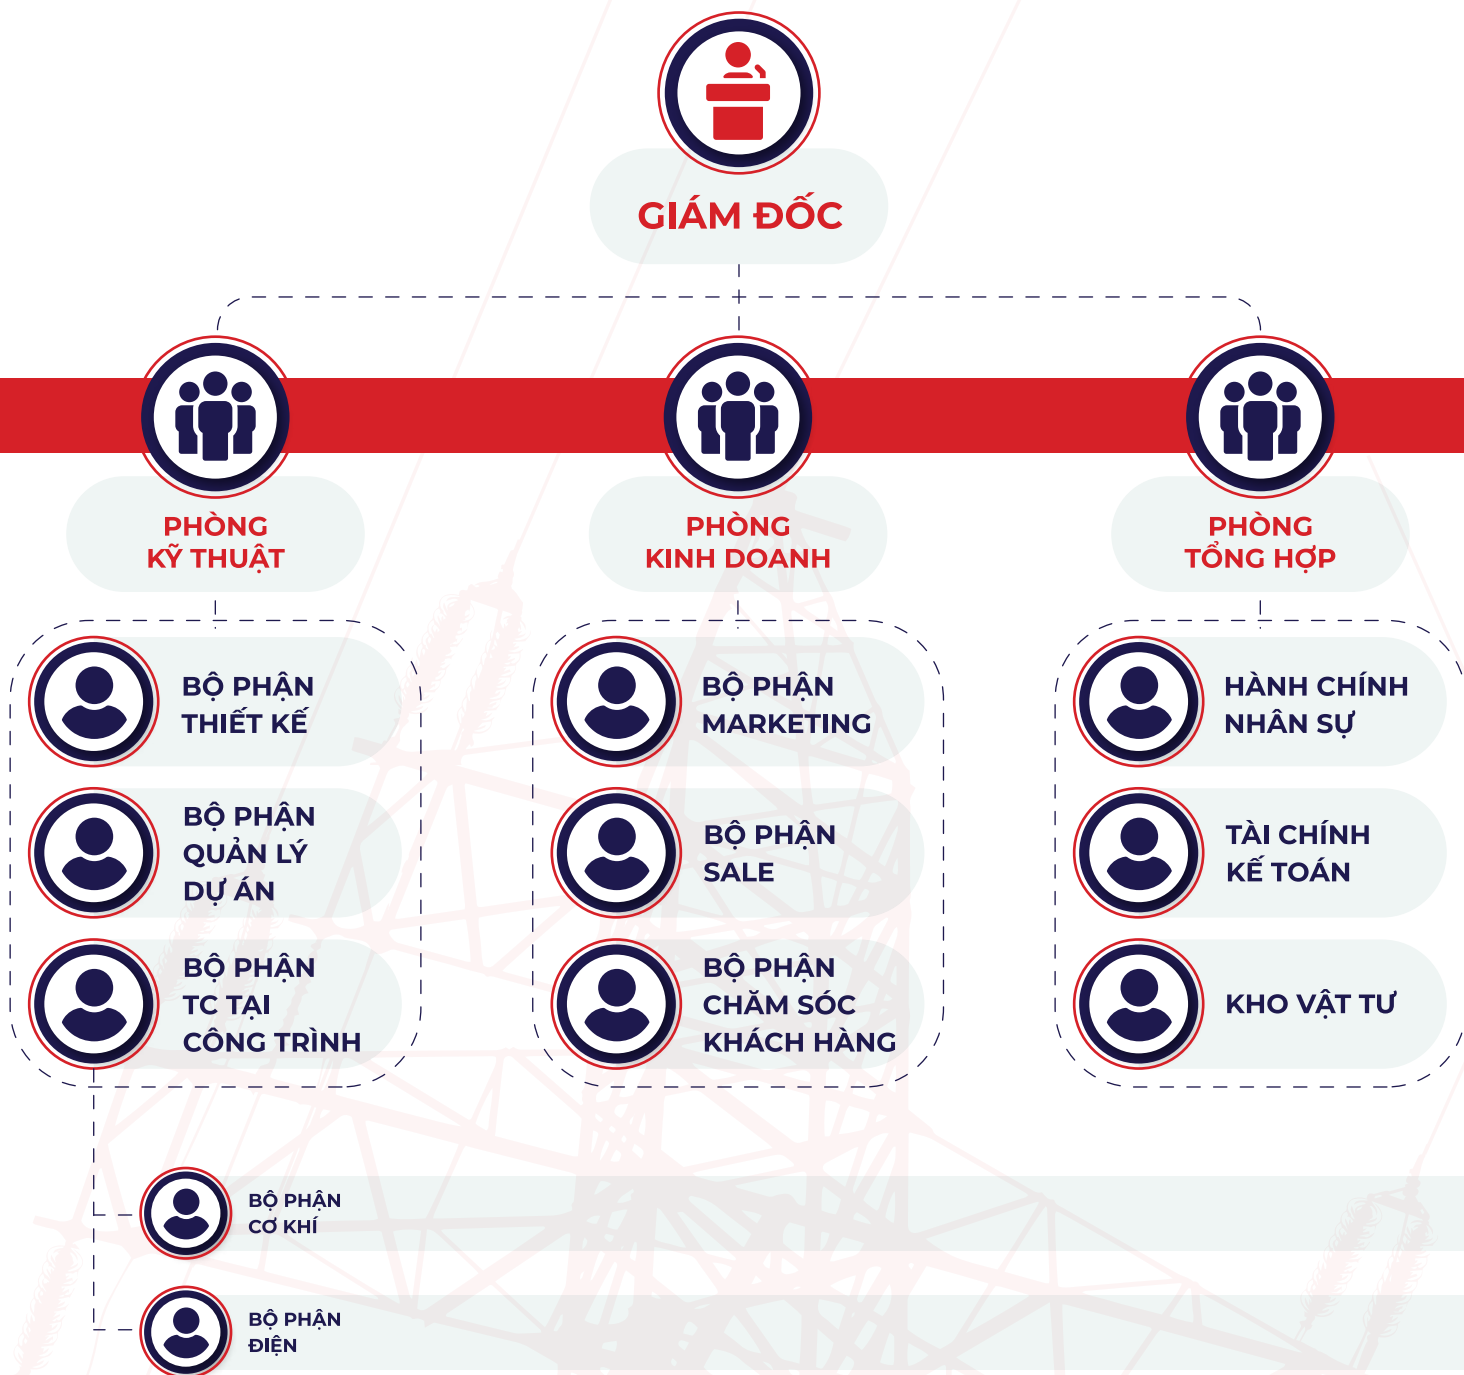 GIÁM ĐỐC
PHÒNG
KỸ THUẬT
PHÒNG
KINH DOANH
PHÒNG
TỔNG HỢP
BỘ PHẬN
THIẾT KẾ
BỘ PHẬN
QUẢN LÝ
DỰ ÁN
BỘ PHẬN
TC TẠI
CÔNG TRÌNH
BỘ PHẬN
MARKETING
BỘ PHẬN
SALE
BỘ PHẬN
CHĂM SÓC
KHÁCH HÀNG
HÀNH CHÍNH
NHÂN SỰ
TÀI CHÍNH
KẾ TOÁN
KHO VẬT TƯ
BỘ PHẬN
CƠ KHÍ
BỘ PHẬN
ĐIỆN